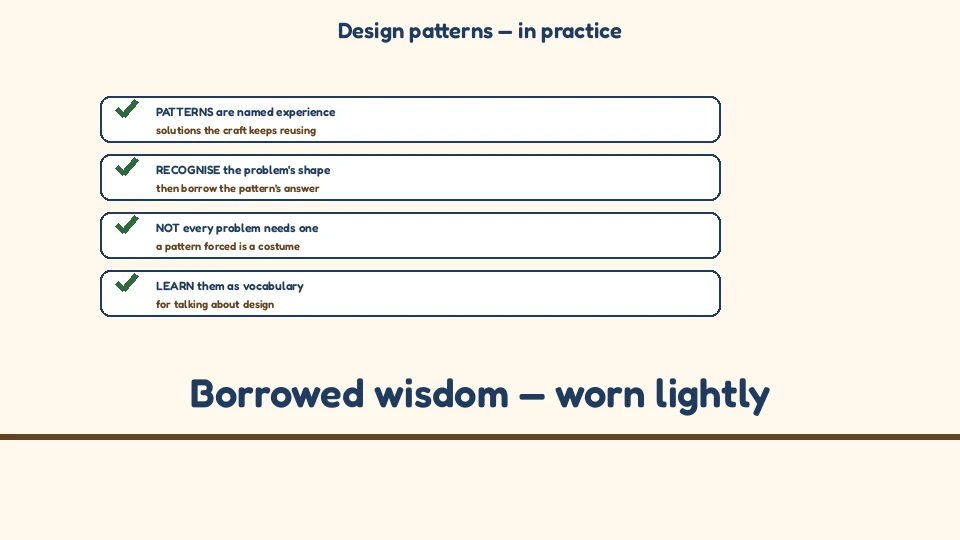 Design patterns — in practice
PATTERNS are named experience
solutions the craft keeps reusing
RECOGNISE the problem's shape
then borrow the pattern's answer
NOT every problem needs one
a pattern forced is a costume
LEARN them as vocabulary
for talking about design
Borrowed wisdom — worn lightly